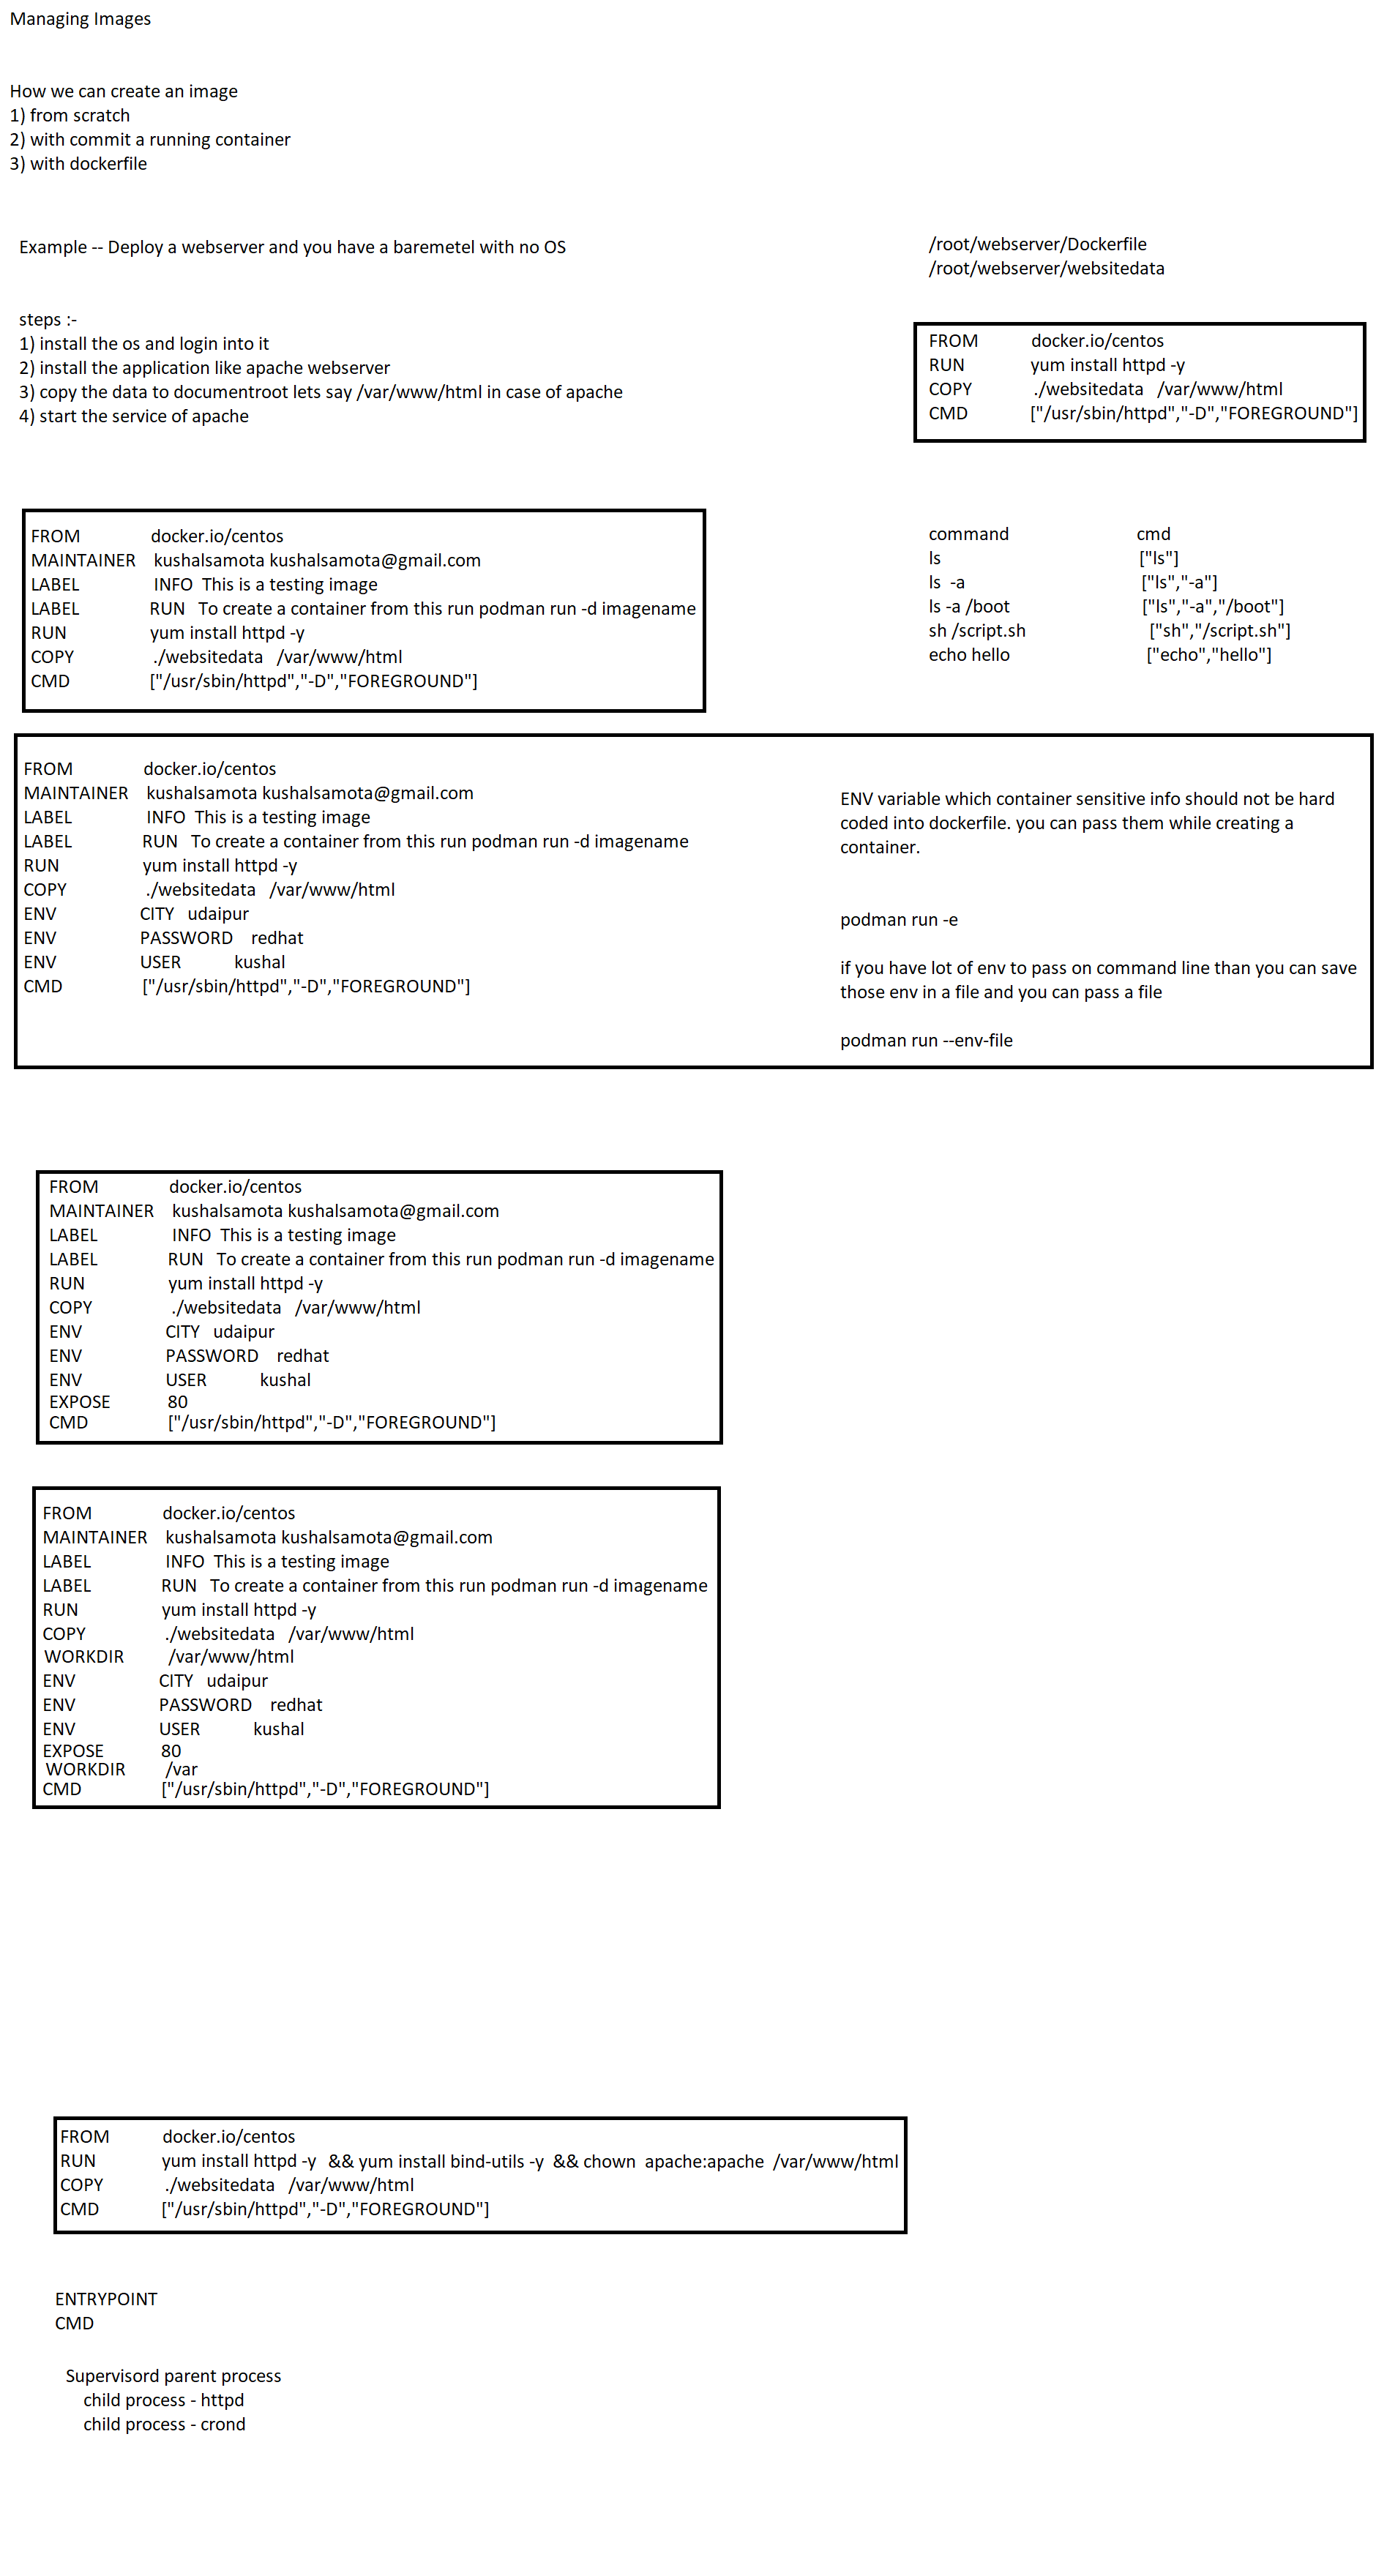 Managing Images
How we can create an image
1) from scratch
2) with commit a running container
3) with dockerfile
Example -- Deploy a webserver and you have a baremetel with no OS
steps :-
1) install the os and login into it
2) install the application like apache webserver
3) copy the data to documentroot lets say /var/www/html in case of apache
4) start the service of apache
/root/webserver/Dockerfile
/root/webserver/websitedata
FROM docker.io/centos
RUN yum install httpd -y
COPY ./websitedata /var/www/html
CMD ["/usr/sbin/httpd","-D","FOREGROUND"]
FROM docker.io/centos
MAINTAINER kushalsamota kushalsamota@gmail.com
LABEL INFO This is a testing image
LABEL RUN To create a container from this run podman run -d imagename
RUN yum install httpd -y
COPY ./websitedata /var/www/html
CMD ["/usr/sbin/httpd","-D","FOREGROUND"]
command cmd
ls ["ls"]
ls -a ["ls","-a"]
ls -a /boot ["ls","-a","/boot"]
sh /script.sh ["sh","/script.sh"]
echo hello ["echo","hello"]
FROM docker.io/centos
MAINTAINER kushalsamota kushalsamota@gmail.com
LABEL INFO This is a testing image
LABEL RUN To create a container from this run podman run -d imagename
RUN yum install httpd -y
COPY ./websitedata /var/www/html
ENV CITY udaipur
ENV PASSWORD redhat
ENV USER kushal
CMD ["/usr/sbin/httpd","-D","FOREGROUND"]
ENV variable which container sensitive info should not be hard
coded into dockerfile. you can pass them while creating a
container.
podman run -e
if you have lot of env to pass on command line than you can save
those env in a file and you can pass a file
podman run --env-file
FROM docker.io/centos
MAINTAINER kushalsamota kushalsamota@gmail.com
LABEL INFO This is a testing image
LABEL RUN To create a container from this run podman run -d imagename
RUN yum install httpd -y
COPY ./websitedata /var/www/html
ENV CITY udaipur
ENV PASSWORD redhat
ENV USER kushal
EXPOSE 80
CMD ["/usr/sbin/httpd","-D","FOREGROUND"]
FROM docker.io/centos
MAINTAINER kushalsamota kushalsamota@gmail.com
LABEL INFO This is a testing image
LABEL RUN To create a container from this run podman run -d imagename
RUN yum install httpd -y
COPY ./websitedata /var/www/html
WORKDIR /var/www/html
ENV CITY udaipur
ENV PASSWORD redhat
ENV USER kushal
EXPOSE 80
WORKDIR /var
CMD ["/usr/sbin/httpd","-D","FOREGROUND"]
FROM docker.io/centos
RUN yum install httpd -y && yum install bind-utils -y && chown apache:apache /var/www/html
COPY ./websitedata /var/www/html
CMD ["/usr/sbin/httpd","-D","FOREGROUND"]
ENTRYPOINT
CMD
Supervisord parent process
child process - httpd
child process - crond